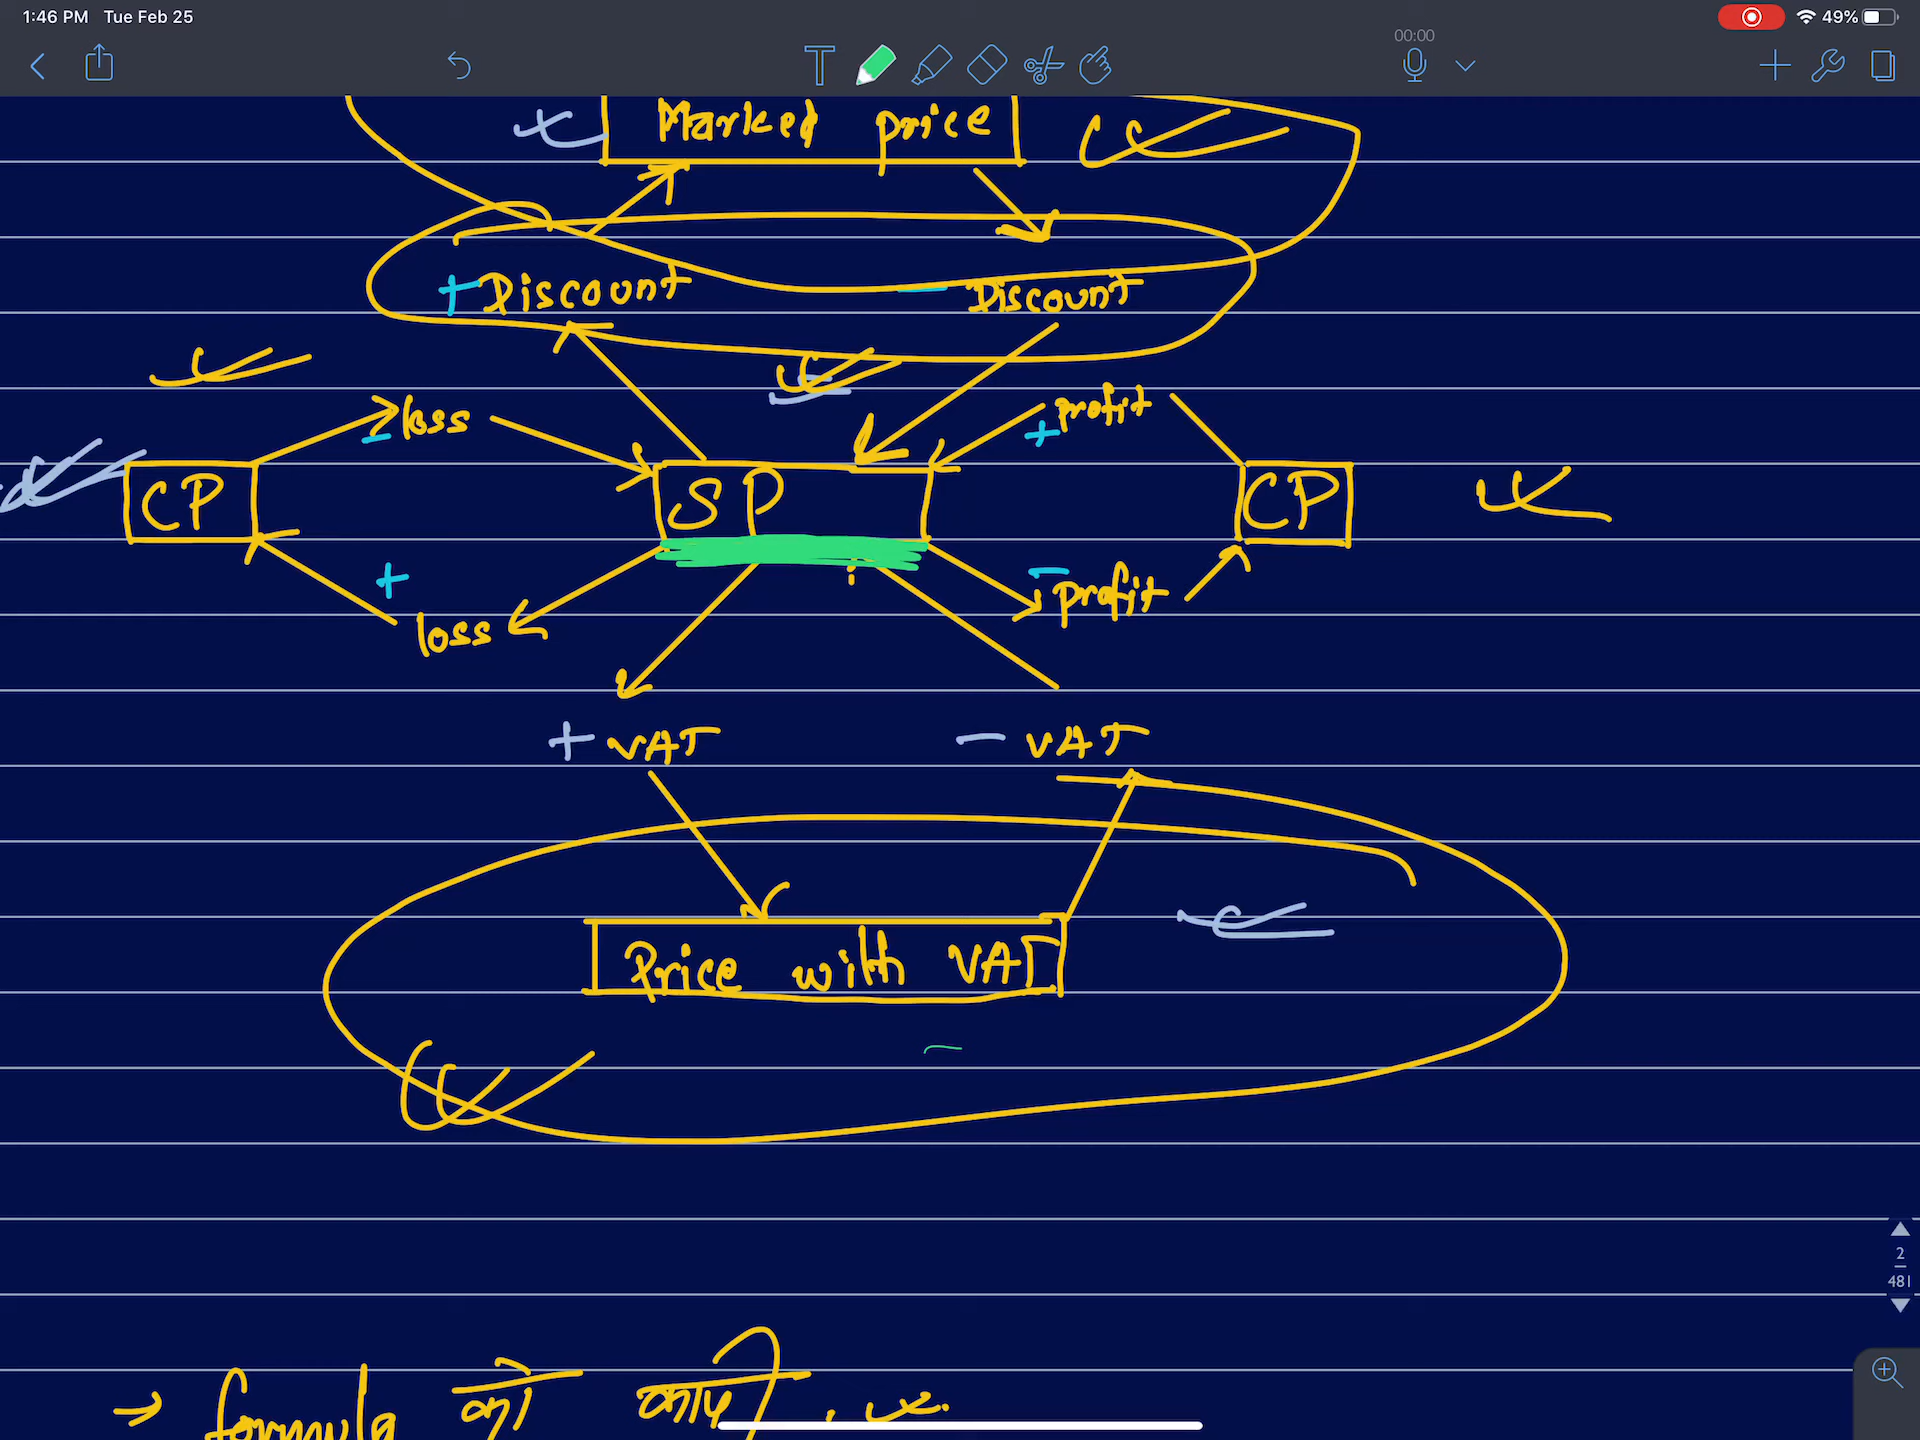 1:46 PM Tue Feb 25
49%
00:00
Marked price
+ Discount - Discount
- loss + profit
CP SP CP
+ loss - profit
+ VAT - VAT
Price with VAT
2
481
→ formula